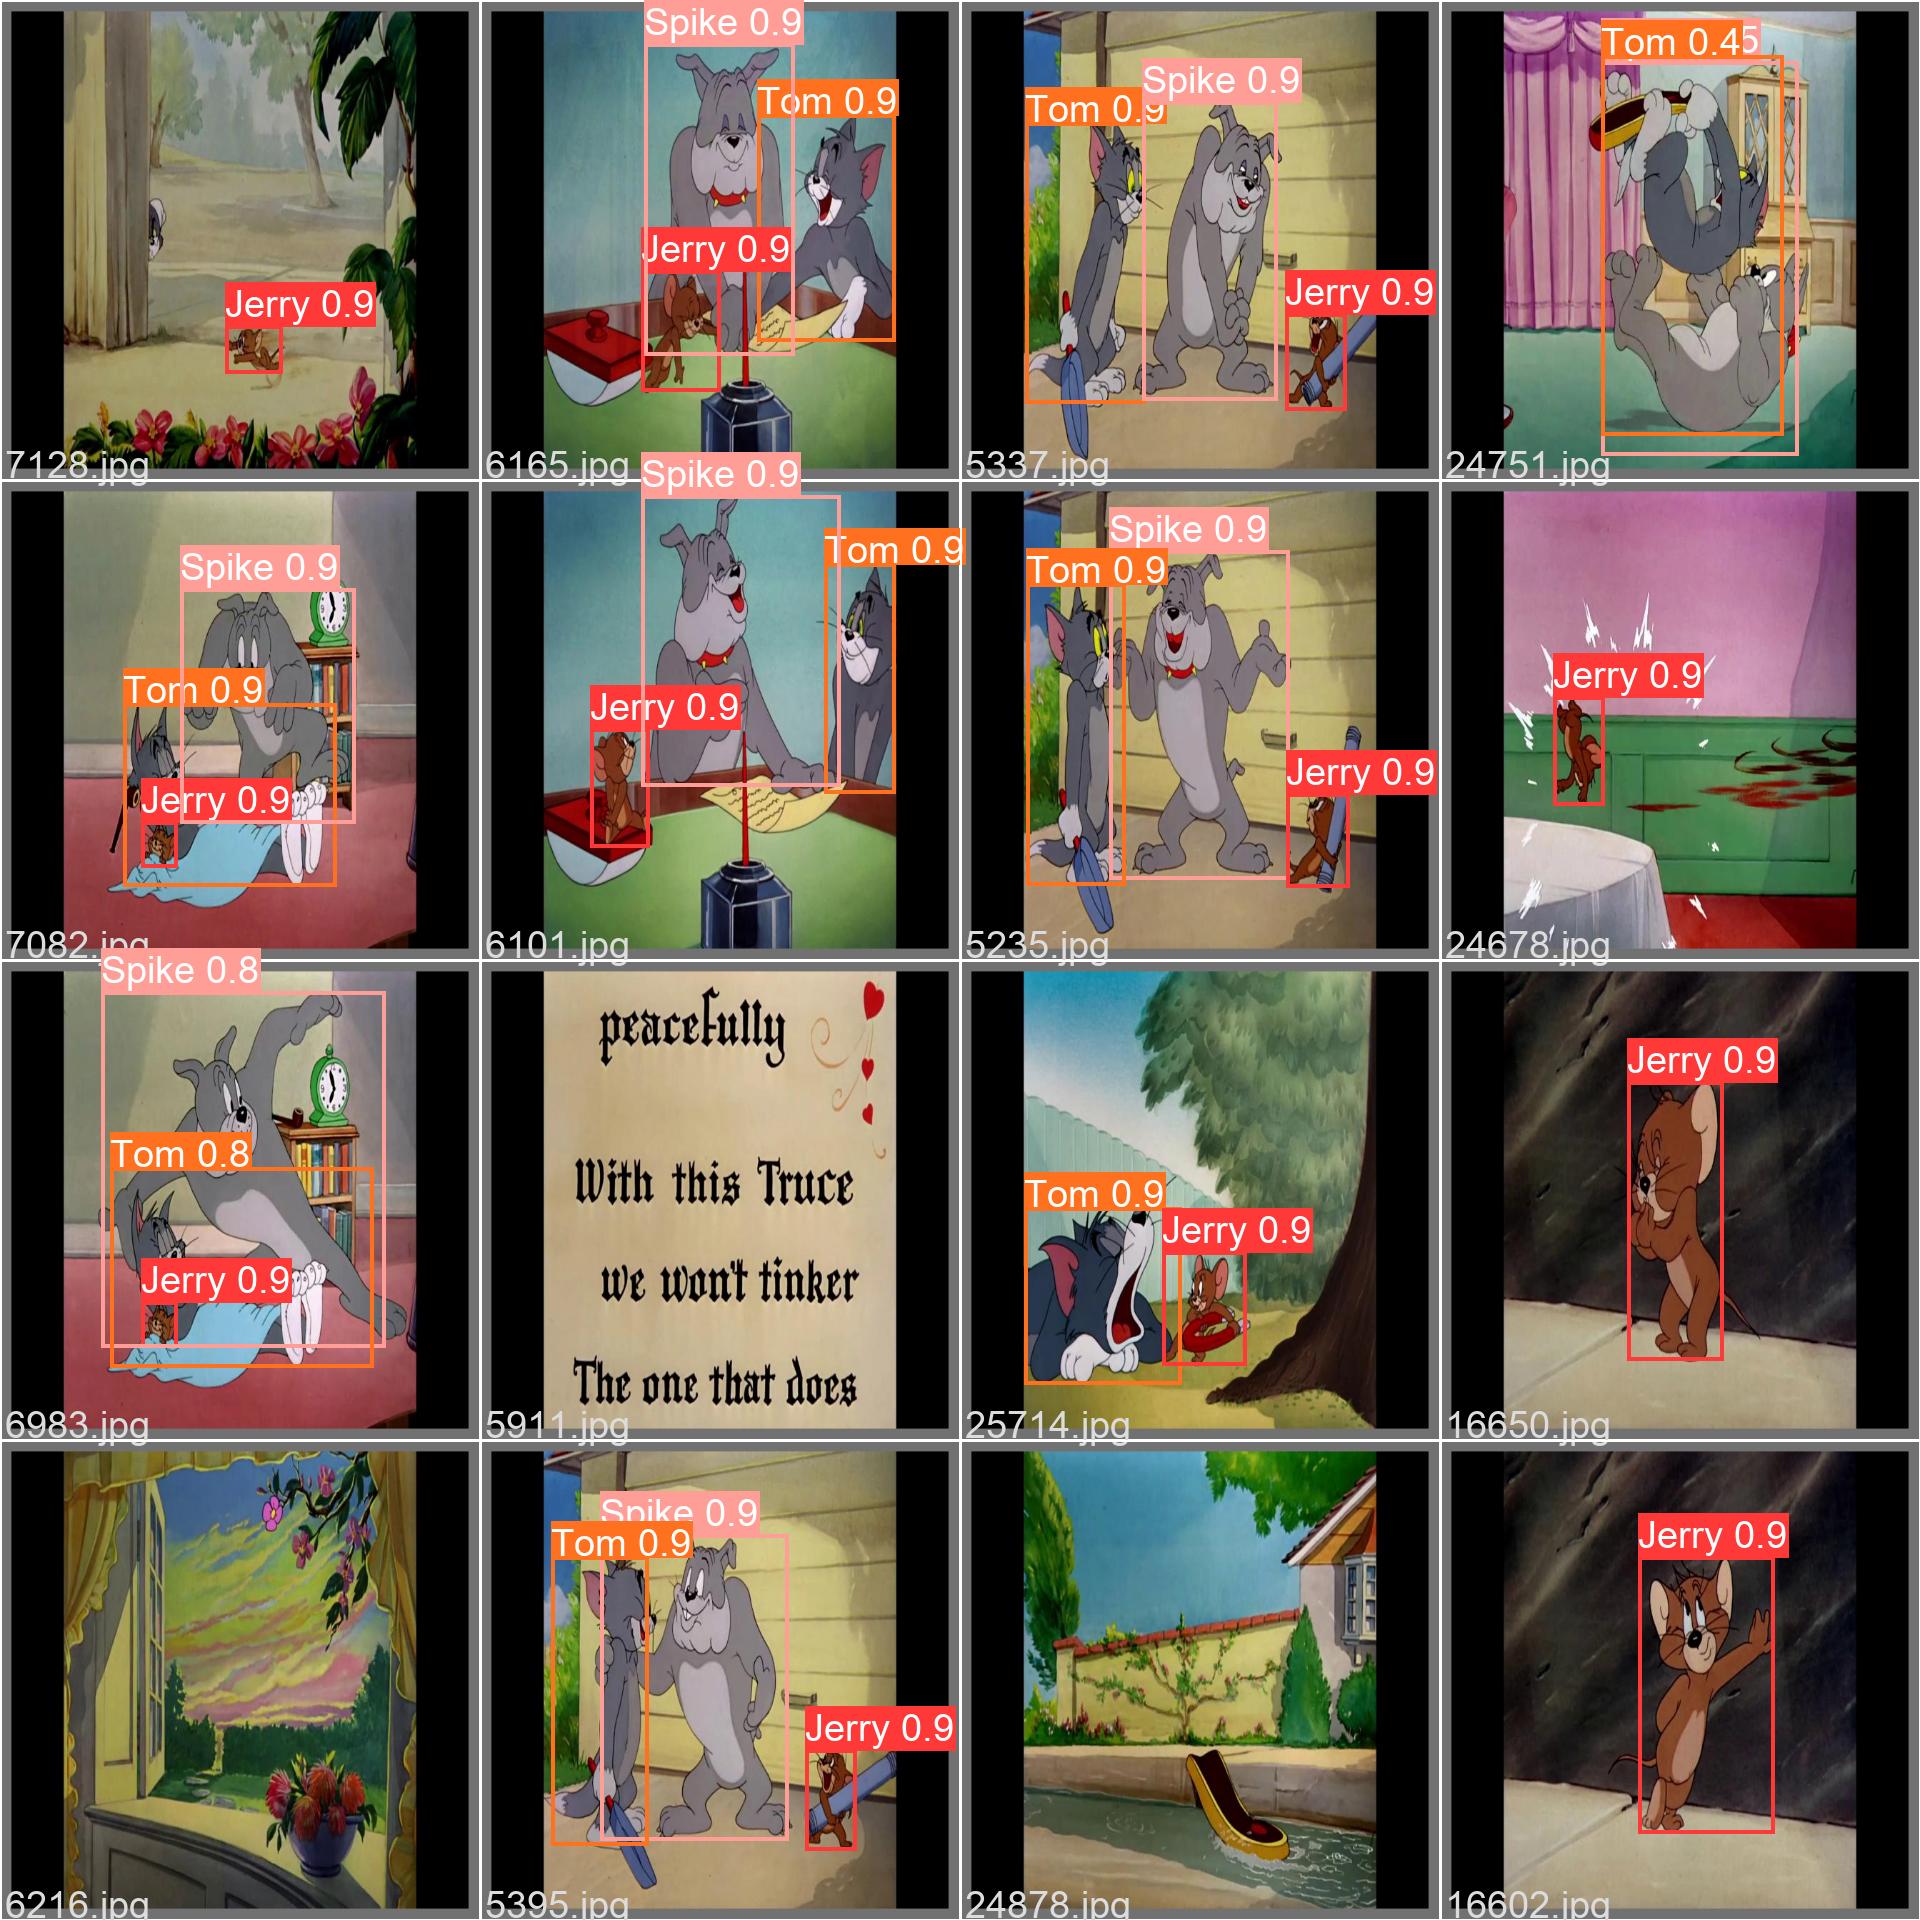 Jerry 0.9
7128.jpg
Spike 0.9
Tom 0.9
Jerry 0.9
6165.jpg
Tom 0.9
Spike 0.9
Jerry 0.9
5337.jpg
Tom 0.45
24751.jpg
Spike 0.9
Tom 0.9
Jerry 0.9
7082.jpg
Spike 0.9
Tom 0.9
Jerry 0.9
6101.jpg
Spike 0.9
Tom 0.9
Jerry 0.9
5235.jpg
Jerry 0.9
24678.jpg
Spike 0.8
Tom 0.8
Jerry 0.9
6983.jpg
peacefully
With this Truce
we won't tinker
The one that does
5911.jpg
Tom 0.9
Jerry 0.9
25714.jpg
Jerry 0.9
16650.jpg
6216.jpg
Spike 0.9
Tom 0.9
Jerry 0.9
5395.jpg
24878.jpg
Jerry 0.9
16602.jpg